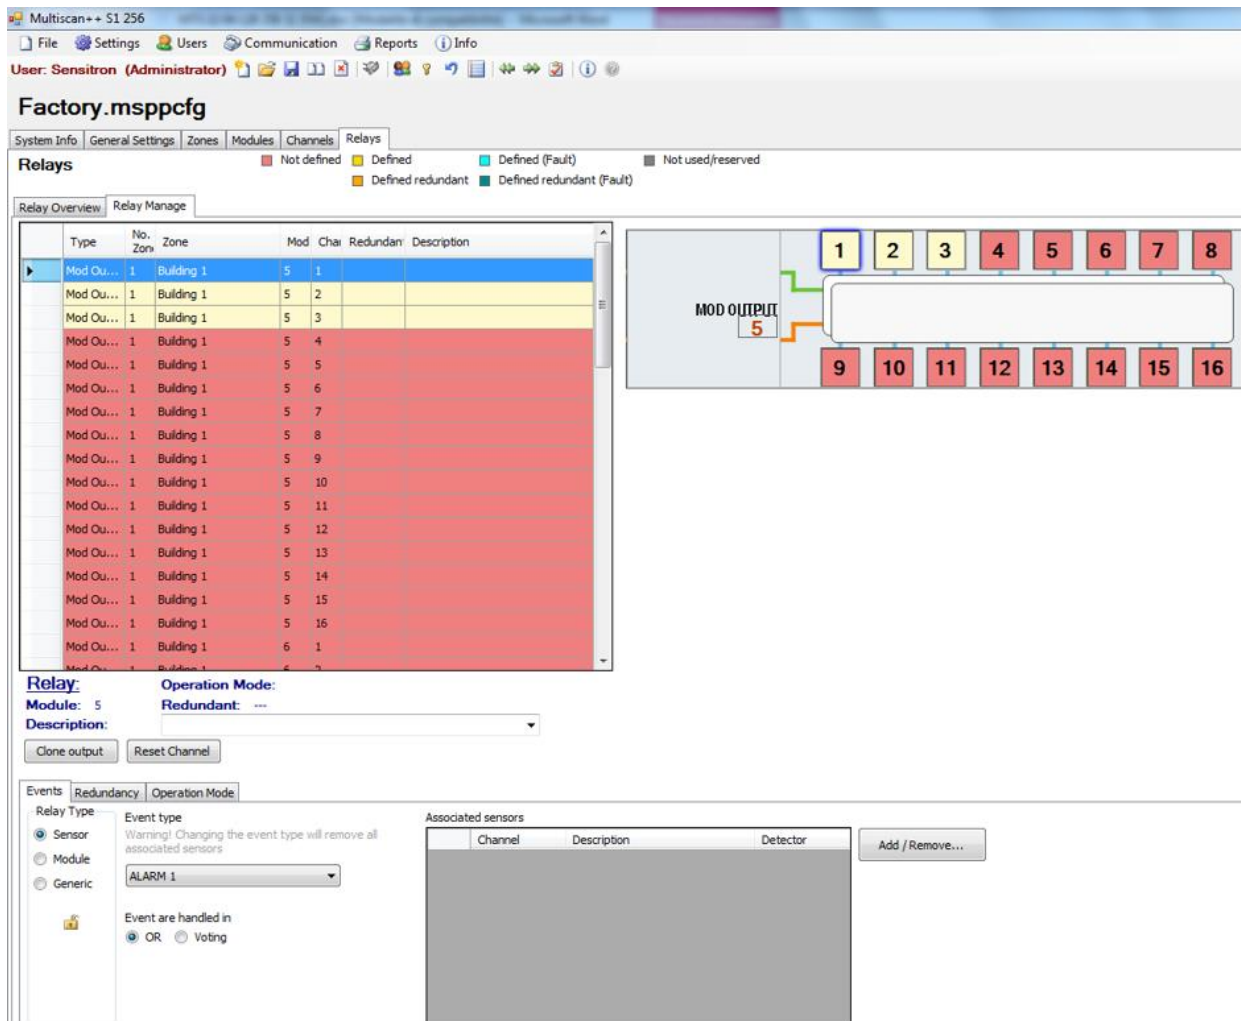 Multiscan++ S1 256
File Settings Users Communication Reports Info
User: Sensitron (Administrator)
Factory.msppcfg
System Info General Settings Zones Modules Channels Relays
Relays
Not defined Defined Defined (Fault) Not used/reserved
Defined redundant Defined redundant (Fault)
Relay Overview Relay Manage
Type No. Zone Zone Mod Chai Redundan Description
Mod Ou... 1 Building 1 5 1
Mod Ou... 1 Building 1 5 2
Mod Ou... 1 Building 1 5 3
Mod Ou... 1 Building 1 5 4
Mod Ou... 1 Building 1 5 5
Mod Ou... 1 Building 1 5 6
Mod Ou... 1 Building 1 5 7
Mod Ou... 1 Building 1 5 8
Mod Ou... 1 Building 1 5 9
Mod Ou... 1 Building 1 5 10
Mod Ou... 1 Building 1 5 11
Mod Ou... 1 Building 1 5 12
Mod Ou... 1 Building 1 5 13
Mod Ou... 1 Building 1 5 14
Mod Ou... 1 Building 1 5 15
Mod Ou... 1 Building 1 5 16
Mod Ou... 1 Building 1 6 1
1 2 3 4 5 6 7 8
MOD OUTPUT
5
9 10 11 12 13 14 15 16
Relay: Operation Mode:
Module: 5 Redundant: ---
Description:
Clone output Reset Channel
Events Redundancy Operation Mode
Relay Type
Sensor
Module
Generic
Event type
Warning! Changing the event type will remove all
associated sensors
ALARM 1
Event are handled in
OR Voting
Associated sensors
Channel Description Detector
Add / Remove...